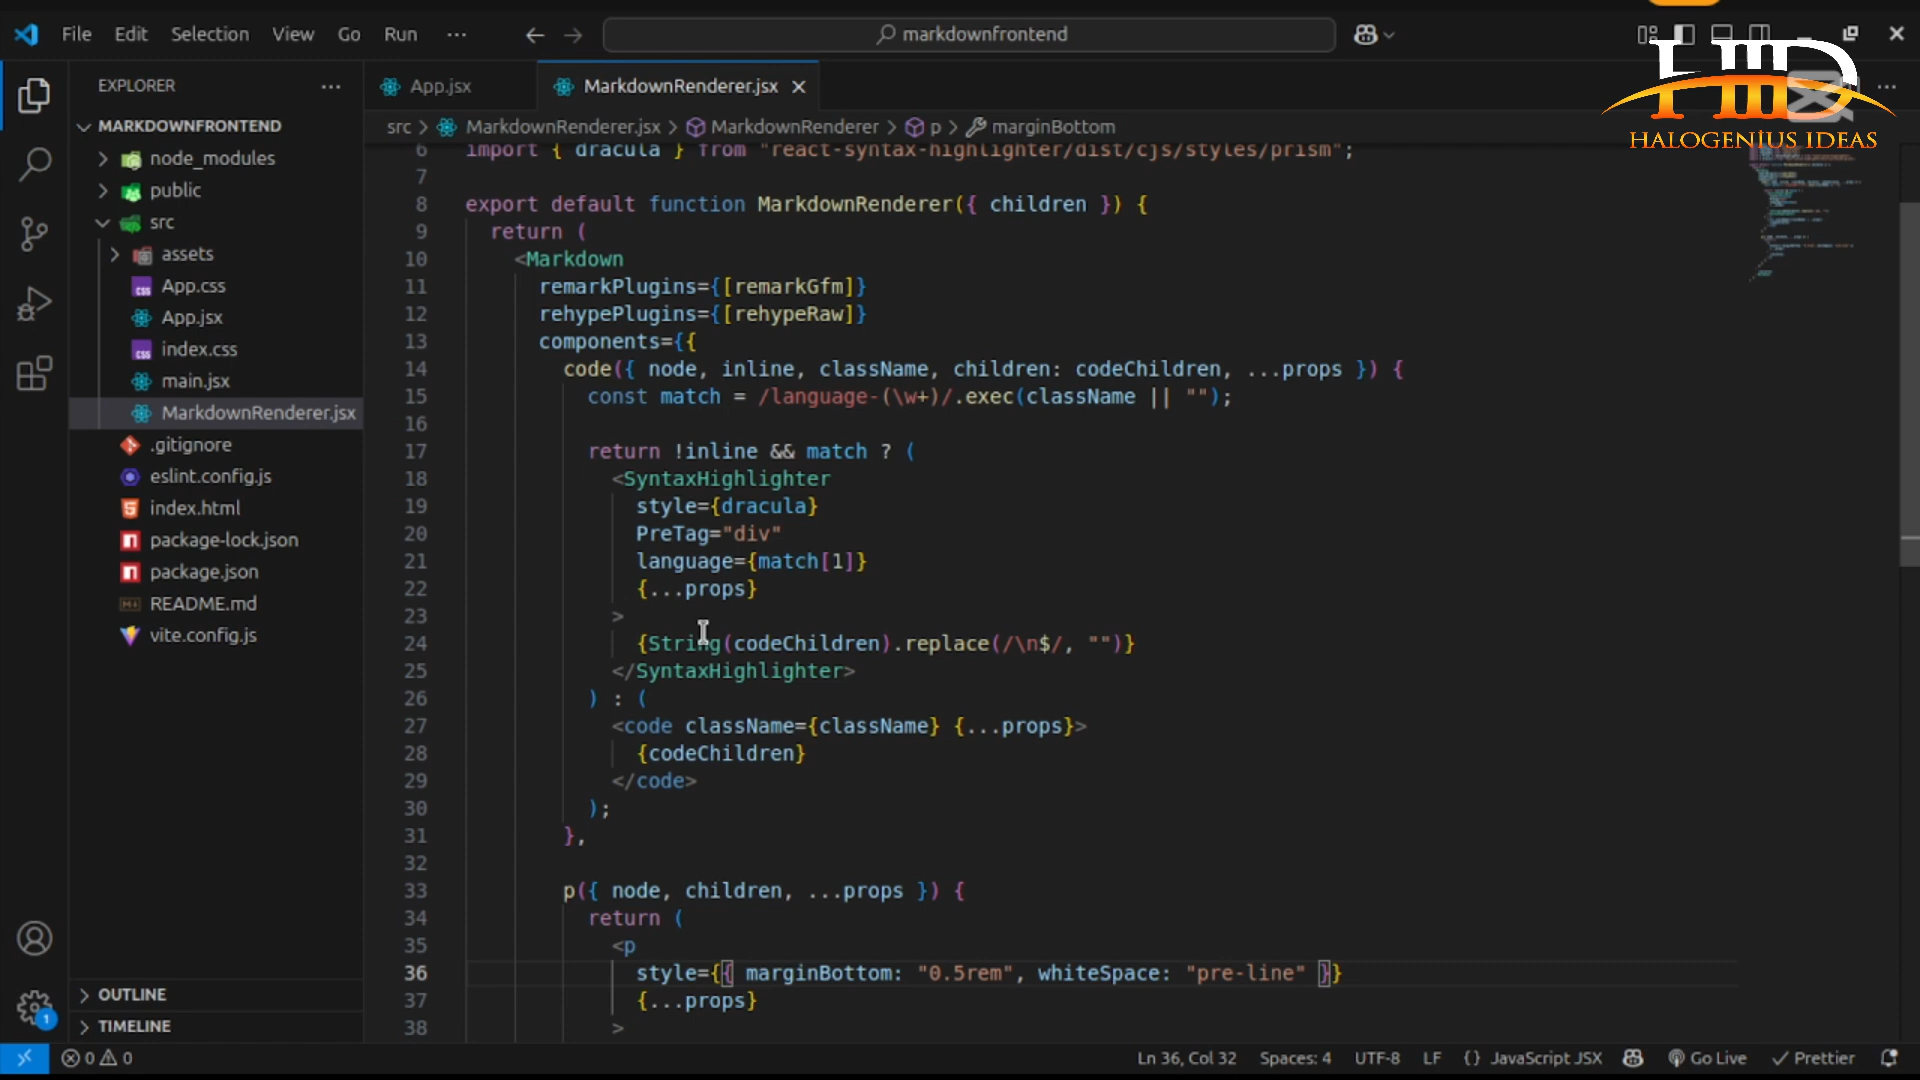 File Edit Selection View Go Run ··· markdownfrontend
HID
HALOGENIUS IDEAS
EXPLORER
MARKDOWNFRONTEND
node_modules
public
src
assets
App.css
App.jsx
index.css
main.jsx
MarkdownRenderer.jsx
.gitignore
eslint.config.js
index.html
package-lock.json
package.json
README.md
vite.config.js
OUTLINE
TIMELINE
App.jsx MarkdownRenderer.jsx
src > MarkdownRenderer.jsx > MarkdownRenderer > p > marginBottom
6 import { dracula } from "react-syntax-highlighter/dist/cjs/styles/prism";
7
8 export default function MarkdownRenderer({ children }) {
9 return (
10 <Markdown
11 remarkPlugins={[remarkGfm]}
12 rehypePlugins={[rehypeRaw]}
13 components={{
14 code({ node, inline, className, children: codeChildren, ...props }) {
15 const match = /language-(\w+)/.exec(className || "");
16
17 return !inline && match ? (
18 <SyntaxHighlighter
19 style={dracula}
20 PreTag="div"
21 language={match[1]}
22 {...props}
23 >
24 {String(codeChildren).replace(/\n$/, "")}
25 </SyntaxHighlighter>
26 ) : (
27 <code className={className} {...props}>
28 {codeChildren}
29 </code>
30 );
31 },
32
33 p({ node, children, ...props }) {
34 return (
35 <p
36 style={{ marginBottom: "0.5rem", whiteSpace: "pre-line" }}
37 {...props}
38 >
1
0 0 Ln 36, Col 32 Spaces: 4 UTF-8 LF {} JavaScript JSX Go Live Prettier